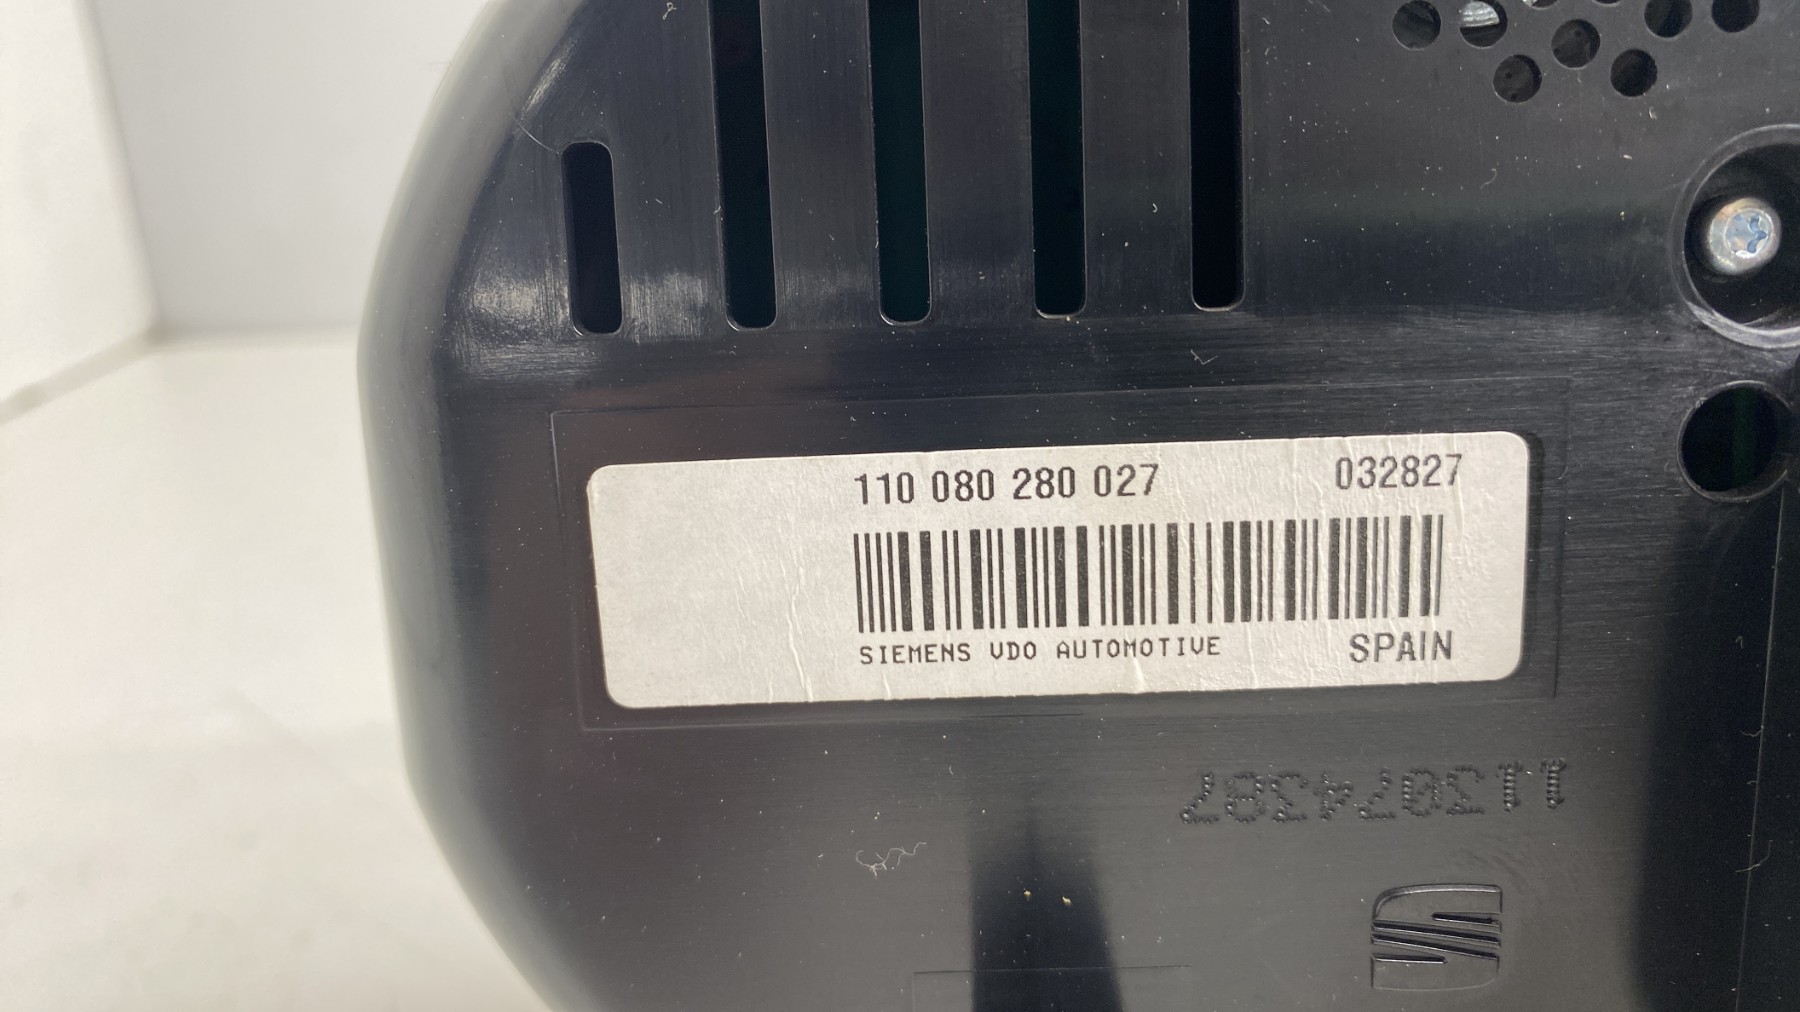 110 080 280 027 032827
SIEMENS VDO AUTOMOTIVE SPAIN